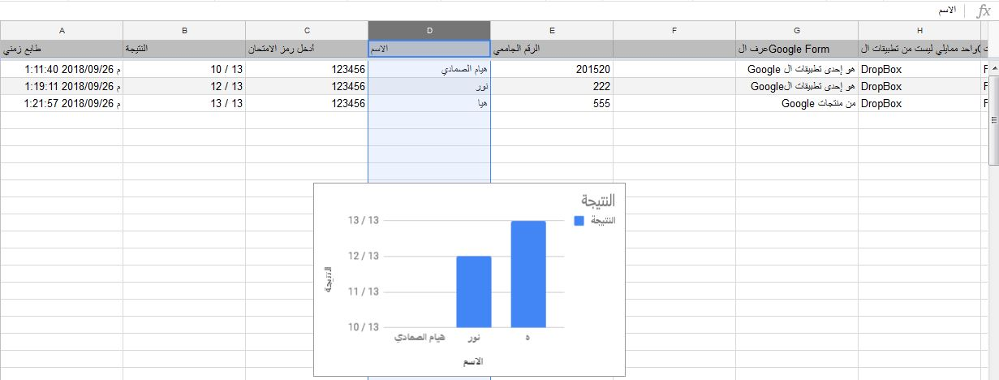 الاسم fx
A B C D E F G H
طابع زمني النتيجة أدخل رمز الامتحان الاسم الرقم الجامعي عرف الGoogle Form واحد ممايلي ليست من تطبيقات ال
1:11:40 2018/09/26 م 10 / 13 123456 هيام الصمادي 201520 هو إحدى تطبيقات ال Google DropBox F
1:19:11 2018/09/26 م 12 / 13 123456 نور 222 هو إحدى تطبيقات الGoogle DropBox F
1:21:57 2018/09/26 م 13 / 13 123456 هيا 555 من منتجات Google DropBox F
النتيجة
النتيجة
13 / 13
12 / 13
11 / 13
10 / 13
النتيجة
هيام الصمادي نور ه
الاسم